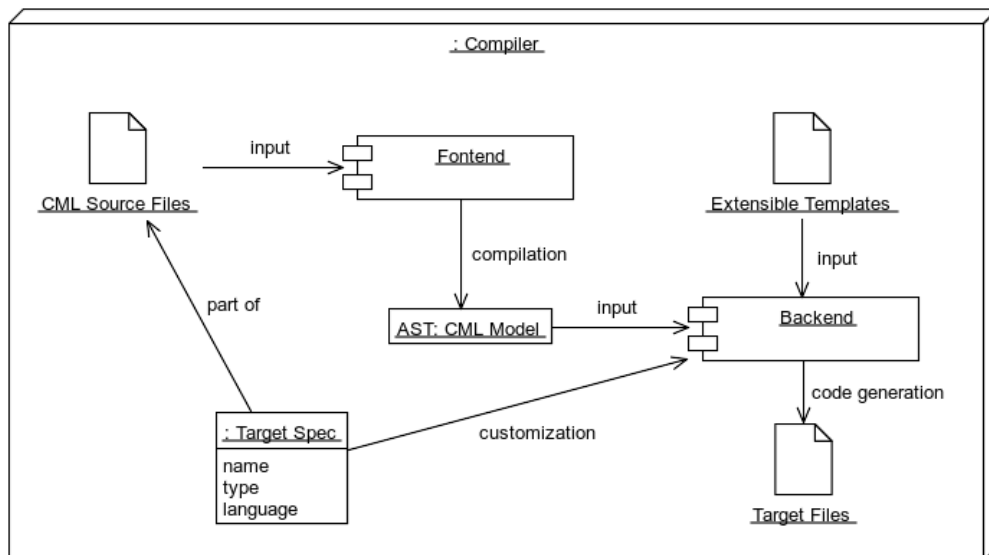 : Compiler
input
Fontend
CML Source Files
Extensible Templates
compilation
input
part of
AST: CML Model
input
Backend
code generation
: Target Spec
customization
name
type
language
Target Files